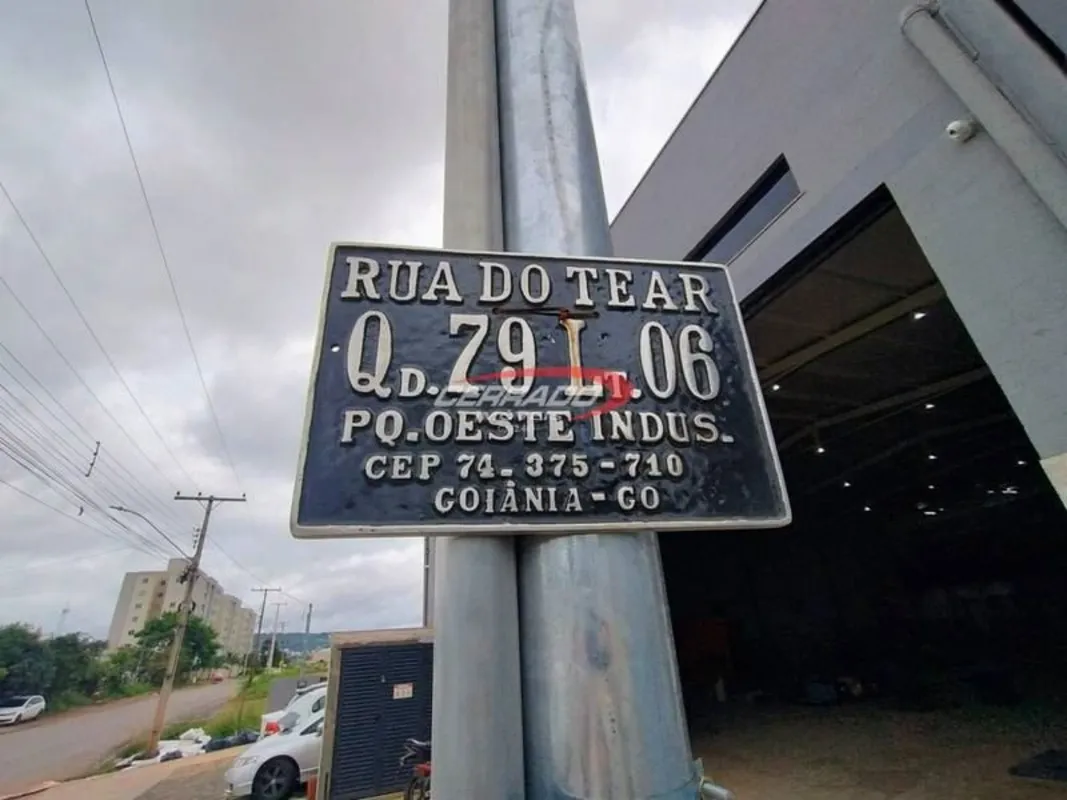 RUA DO TEAR
QD. 79 LT. 06
CERRADO
PQ. OESTE INDUS.
CEP 74. 375-710
GOIÂNIA - GO